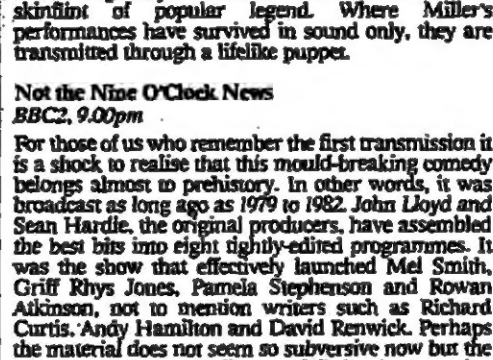 skinflint of popular legend. Where Miller's
performances have survived in sound only, they are
transmitted through a lifelike puppet.
Not the Nine O'Clock News
BBC2, 9.00pm
For those of us who remember the first transmission it
is a shock to realise that this mould-breaking comedy
belongs almost to prehistory. In other words, it was
broadcast as long ago as 1979 to 1982. John Lloyd and
Sean Hardie, the original producers, have assembled
the best bits into eight tightly-edited programmes. It
was the show that effectively launched Mel Smith,
Griff Rhys Jones, Pamela Stephenson and Rowan
Atkinson, not to mention writers such as Richard
Curtis, Andy Hamilton and David Renwick. Perhaps
the material does not seem so subversive now but the